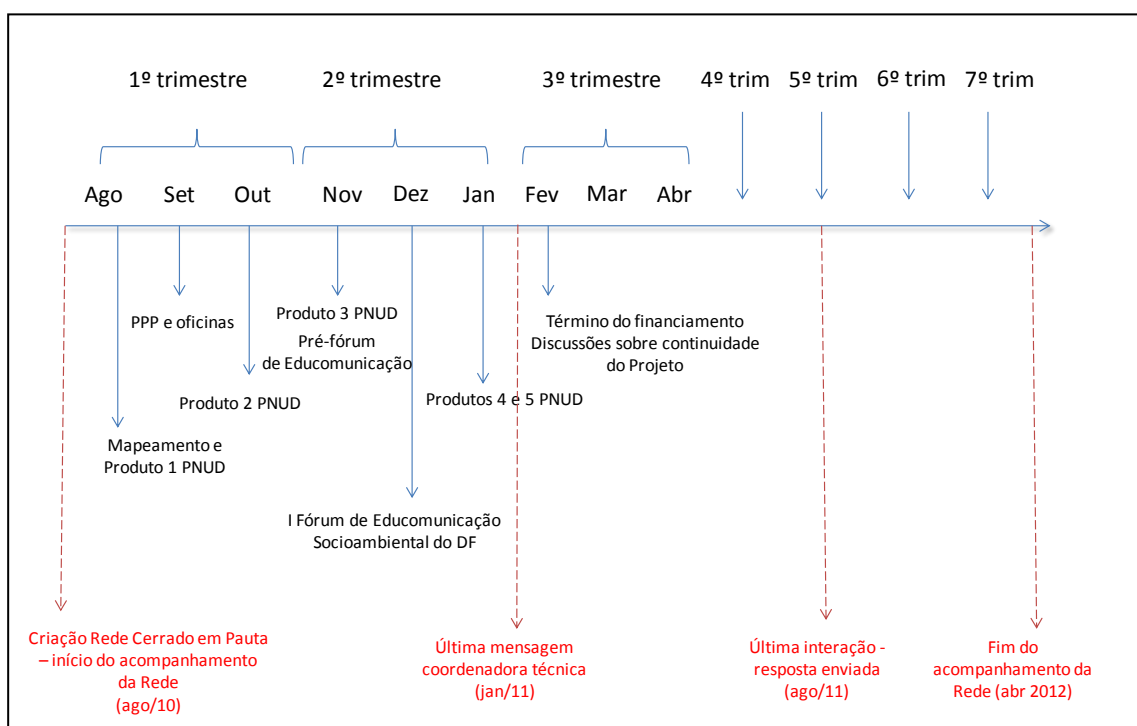 1º trimestre
2º trimestre
3º trimestre
4º trim
5º trim
6º trim
7º trim
Ago
Set
Out
Nov
Dez
Jan
Fev
Mar
Abr
PPP e oficinas
Produto 3 PNUD
Pré-fórum
de Educomunicação
Término do financiamento
Discussões sobre continuidade
do Projeto
Produto 2 PNUD
Produtos 4 e 5 PNUD
Mapeamento e
Produto 1 PNUD
I Fórum de Educomunicação
Socioambiental do DF
Criação Rede Cerrado em Pauta
– início do acompanhamento
da Rede
(ago/10)
Última mensagem
coordenadora técnica
(jan/11)
Última interação -
resposta enviada
(ago/11)
Fim do
acompanhamento da
Rede (abr 2012)